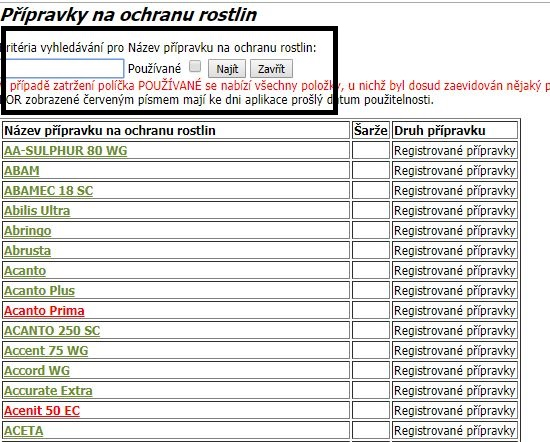 Přípravky na ochranu rostlin
ritéria vyhledávání pro Název přípravku na ochranu rostlin:
Používané Najít Zavřít
případě zatržení políčka POUŽÍVANÉ se nabízí všechny položky, u nichž byl dosud zaevidován nějaký p
POR zobrazené červeným písmem mají ke dni aplikace prošlý datum použitelnosti.
Název přípravku na ochranu rostlin Šarže Druh přípravku
AA-SULPHUR 80 WG Registrované přípravky
ABAM Registrované přípravky
ABAMEC 18 SC Registrované přípravky
Abilis Ultra Registrované přípravky
Abringo Registrované přípravky
Abrusta Registrované přípravky
Acanto Registrované přípravky
Acanto Plus Registrované přípravky
Acanto Prima Registrované přípravky
ACANTO 250 SC Registrované přípravky
Accent 75 WG Registrované přípravky
Accord WG Registrované přípravky
Accurate Extra Registrované přípravky
Acenit 50 EC Registrované přípravky
ACETA Registrované přípravky